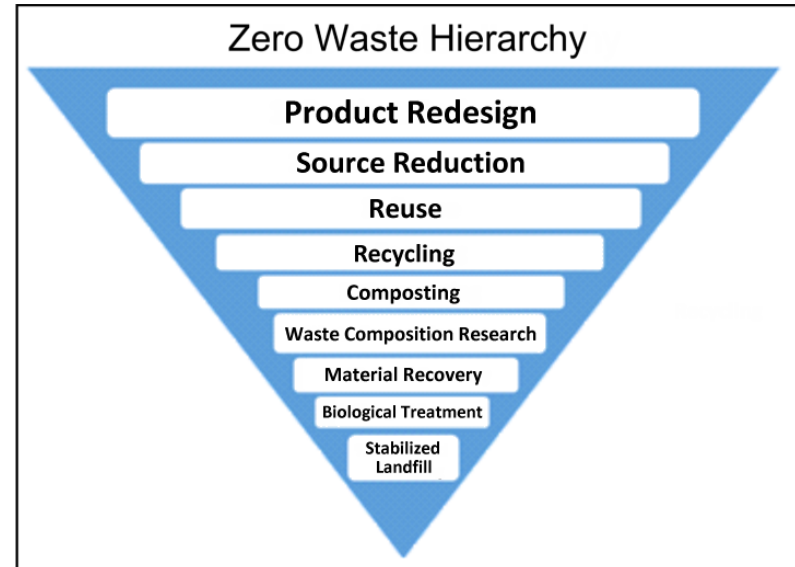 Zero Waste Hierarchy
Product Redesign
Source Reduction
Reuse
Recycling
Composting
Waste Composition Research
Material Recovery
Biological Treatment
Stabilized
Landfill